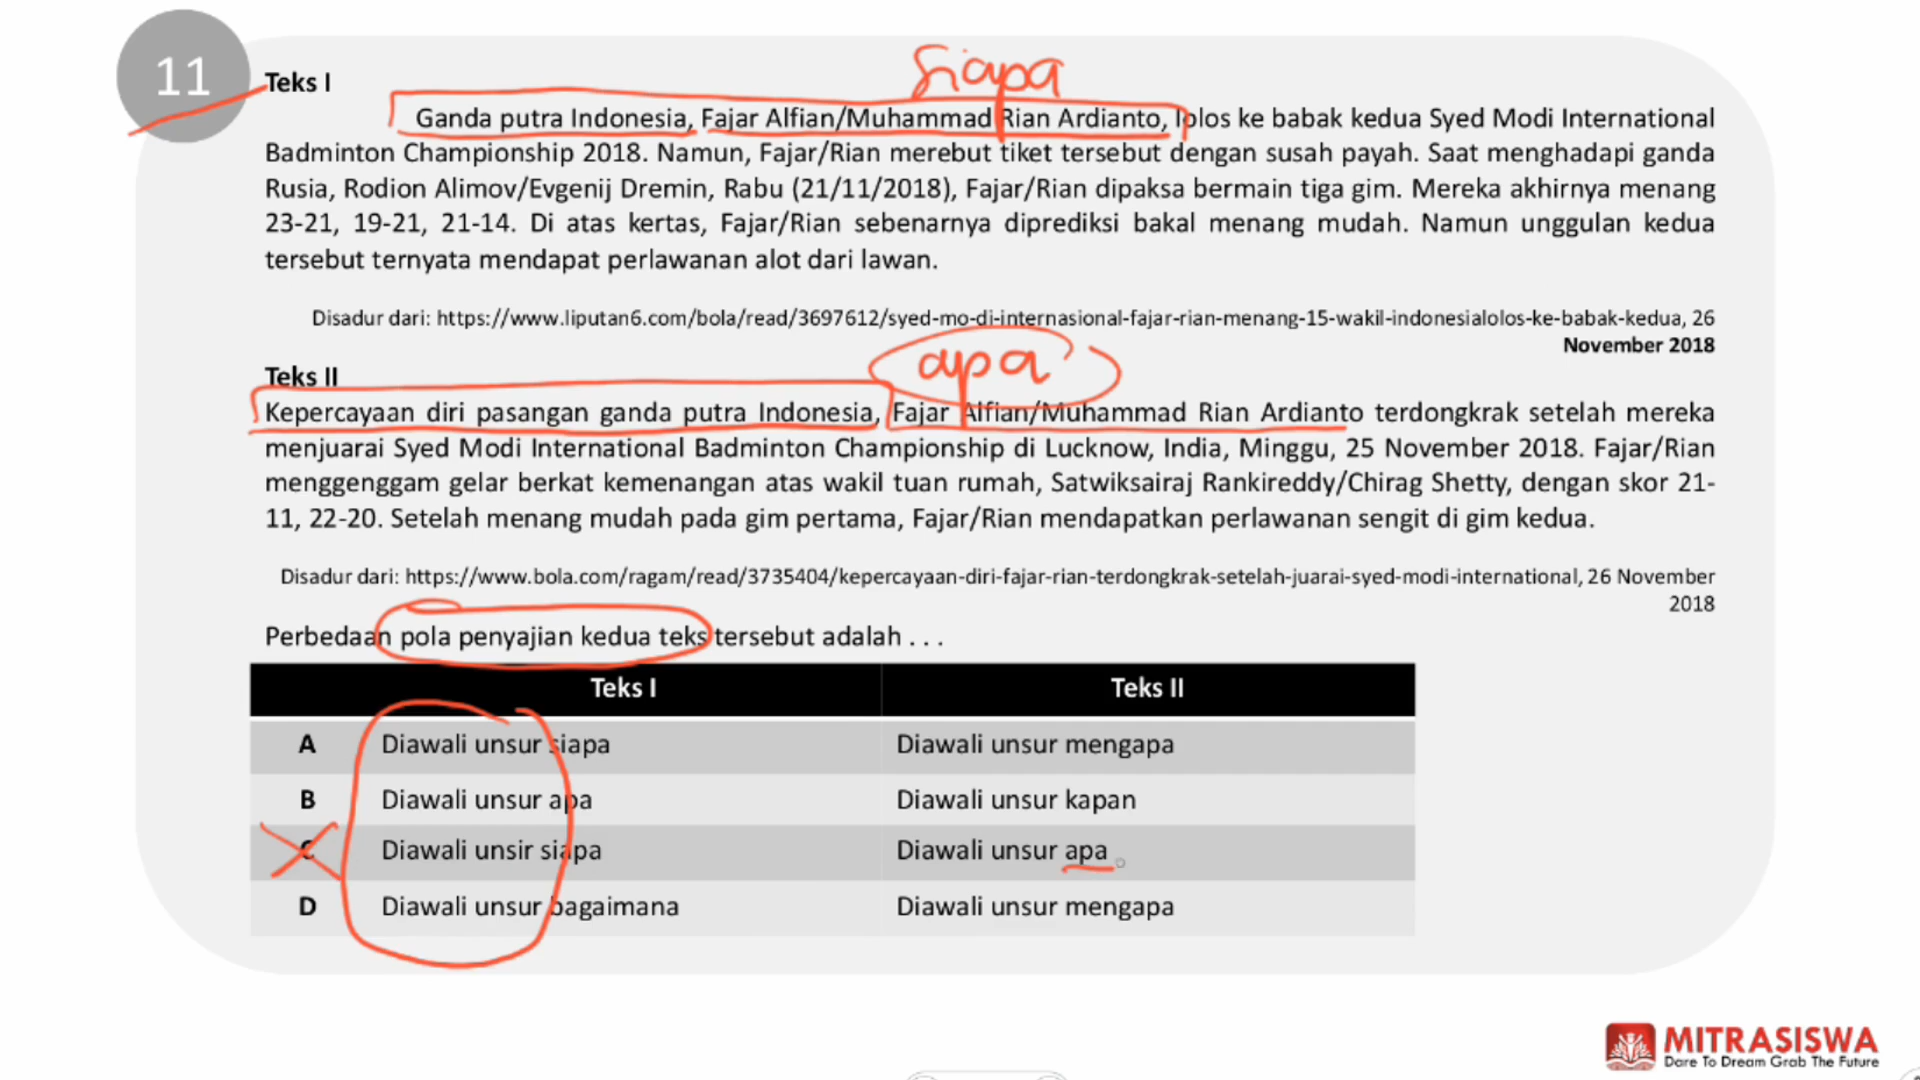 11
Teks I
siapa
Ganda putra Indonesia, Fajar Alfian/Muhammad Rian Ardianto, lolos ke babak kedua Syed Modi International
Badminton Championship 2018. Namun, Fajar/Rian merebut tiket tersebut dengan susah payah. Saat menghadapi ganda
Rusia, Rodion Alimov/Evgenij Dremin, Rabu (21/11/2018), Fajar/Rian dipaksa bermain tiga gim. Mereka akhirnya menang
23-21, 19-21, 21-14. Di atas kertas, Fajar/Rian sebenarnya diprediksi bakal menang mudah. Namun unggulan kedua
tersebut ternyata mendapat perlawanan alot dari lawan.
Disadur dari: https://www.liputan6.com/bola/read/3697612/syed-mo-di-internasional-fajar-rian-menang-15-wakil-indonesialolos-ke-babak-kedua, 26
November 2018
apa
Teks II
Kepercayaan diri pasangan ganda putra Indonesia, Fajar Alfian/Muhammad Rian Ardianto terdongkrak setelah mereka
menjuarai Syed Modi International Badminton Championship di Lucknow, India, Minggu, 25 November 2018. Fajar/Rian
menggenggam gelar berkat kemenangan atas wakil tuan rumah, Satwiksairaj Rankireddy/Chirag Shetty, dengan skor 21-
11, 22-20. Setelah menang mudah pada gim pertama, Fajar/Rian mendapatkan perlawanan sengit di gim kedua.
Disadur dari: https://www.bola.com/ragam/read/3735404/kepercayaan-diri-fajar-rian-terdongkrak-setelah-juarai-syed-modi-international, 26 November
2018
Perbedaan pola penyajian kedua teks tersebut adalah . . .
Teks I Teks II
A Diawali unsur siapa Diawali unsur mengapa
B Diawali unsur apa Diawali unsur kapan
C Diawali unsir siapa Diawali unsur apa
D Diawali unsur bagaimana Diawali unsur mengapa
MITRASISWA
Dare To Dream Grab The Future